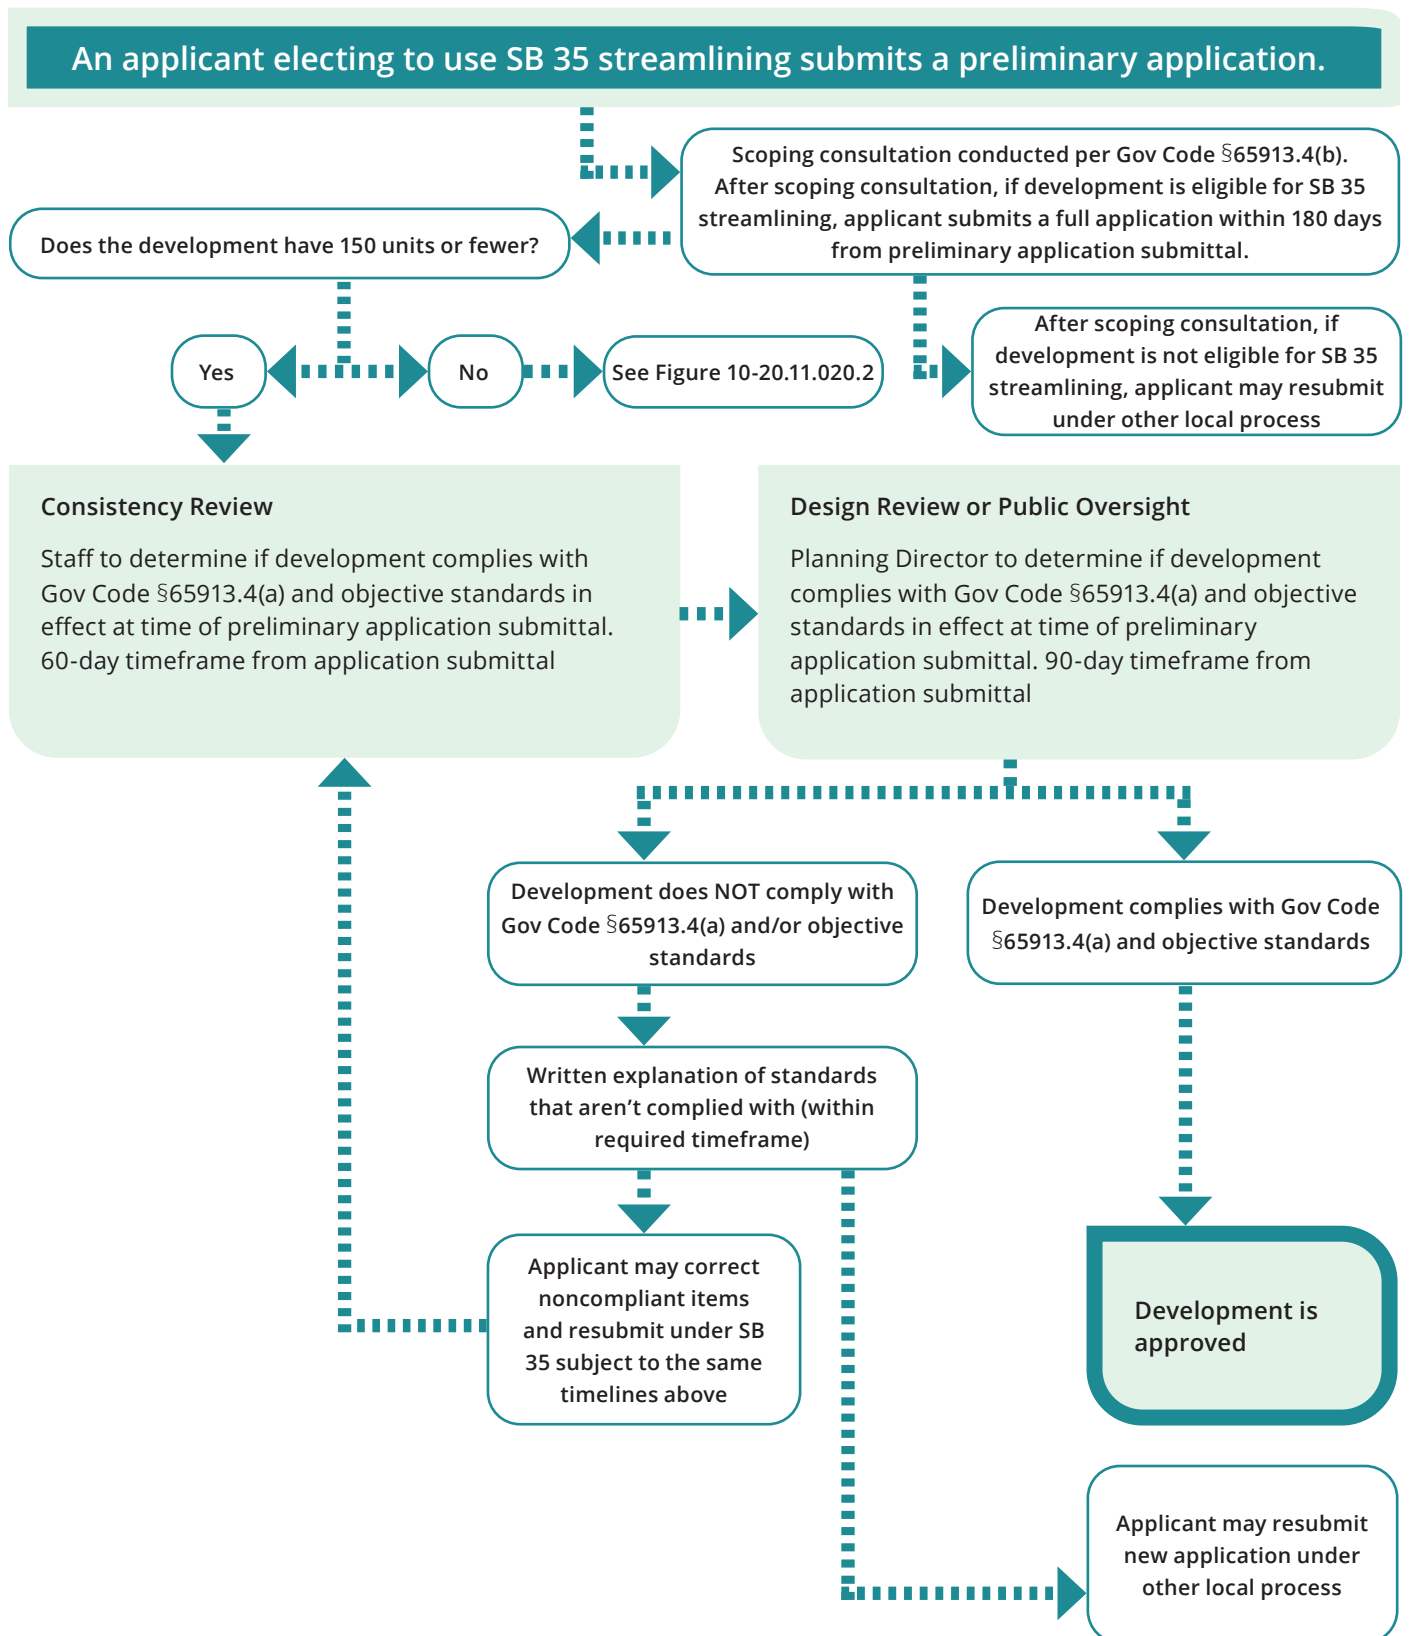 An applicant electing to use SB 35 streamlining submits a preliminary application.
Scoping consultation conducted per Gov Code §65913.4(b).
After scoping consultation, if development is eligible for SB 35
streamlining, applicant submits a full application within 180 days
from preliminary application submittal.
Does the development have 150 units or fewer?
After scoping consultation, if
development is not eligible for SB 35
streamlining, applicant may resubmit
under other local process
Yes
No
See Figure 10-20.11.020.2
Consistency Review
Staff to determine if development complies with
Gov Code §65913.4(a) and objective standards in
effect at time of preliminary application submittal.
60-day timeframe from application submittal
Design Review or Public Oversight
Planning Director to determine if development
complies with Gov Code §65913.4(a) and objective
standards in effect at time of preliminary
application submittal. 90-day timeframe from
application submittal
Development does NOT comply with
Gov Code §65913.4(a) and/or objective
standards
Development complies with Gov Code
§65913.4(a) and objective standards
Written explanation of standards
that aren't complied with (within
required timeframe)
Applicant may correct
noncompliant items
and resubmit under SB
35 subject to the same
timelines above
Development is
approved
Applicant may resubmit
new application under
other local process